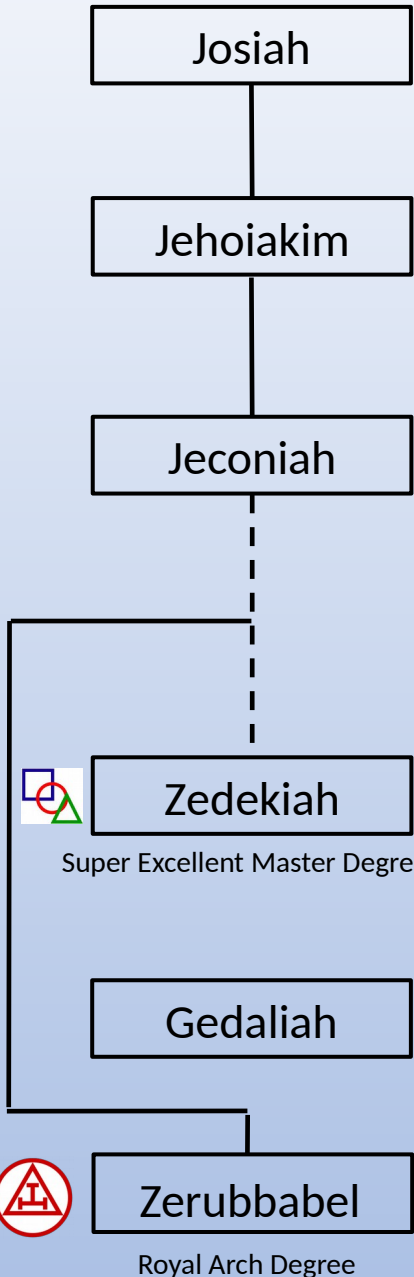 Josiah
Jehoiakim
Jeconiah
Zedekiah
Super Excellent Master Degre
Gedaliah
Zerubbabel
Royal Arch Degree